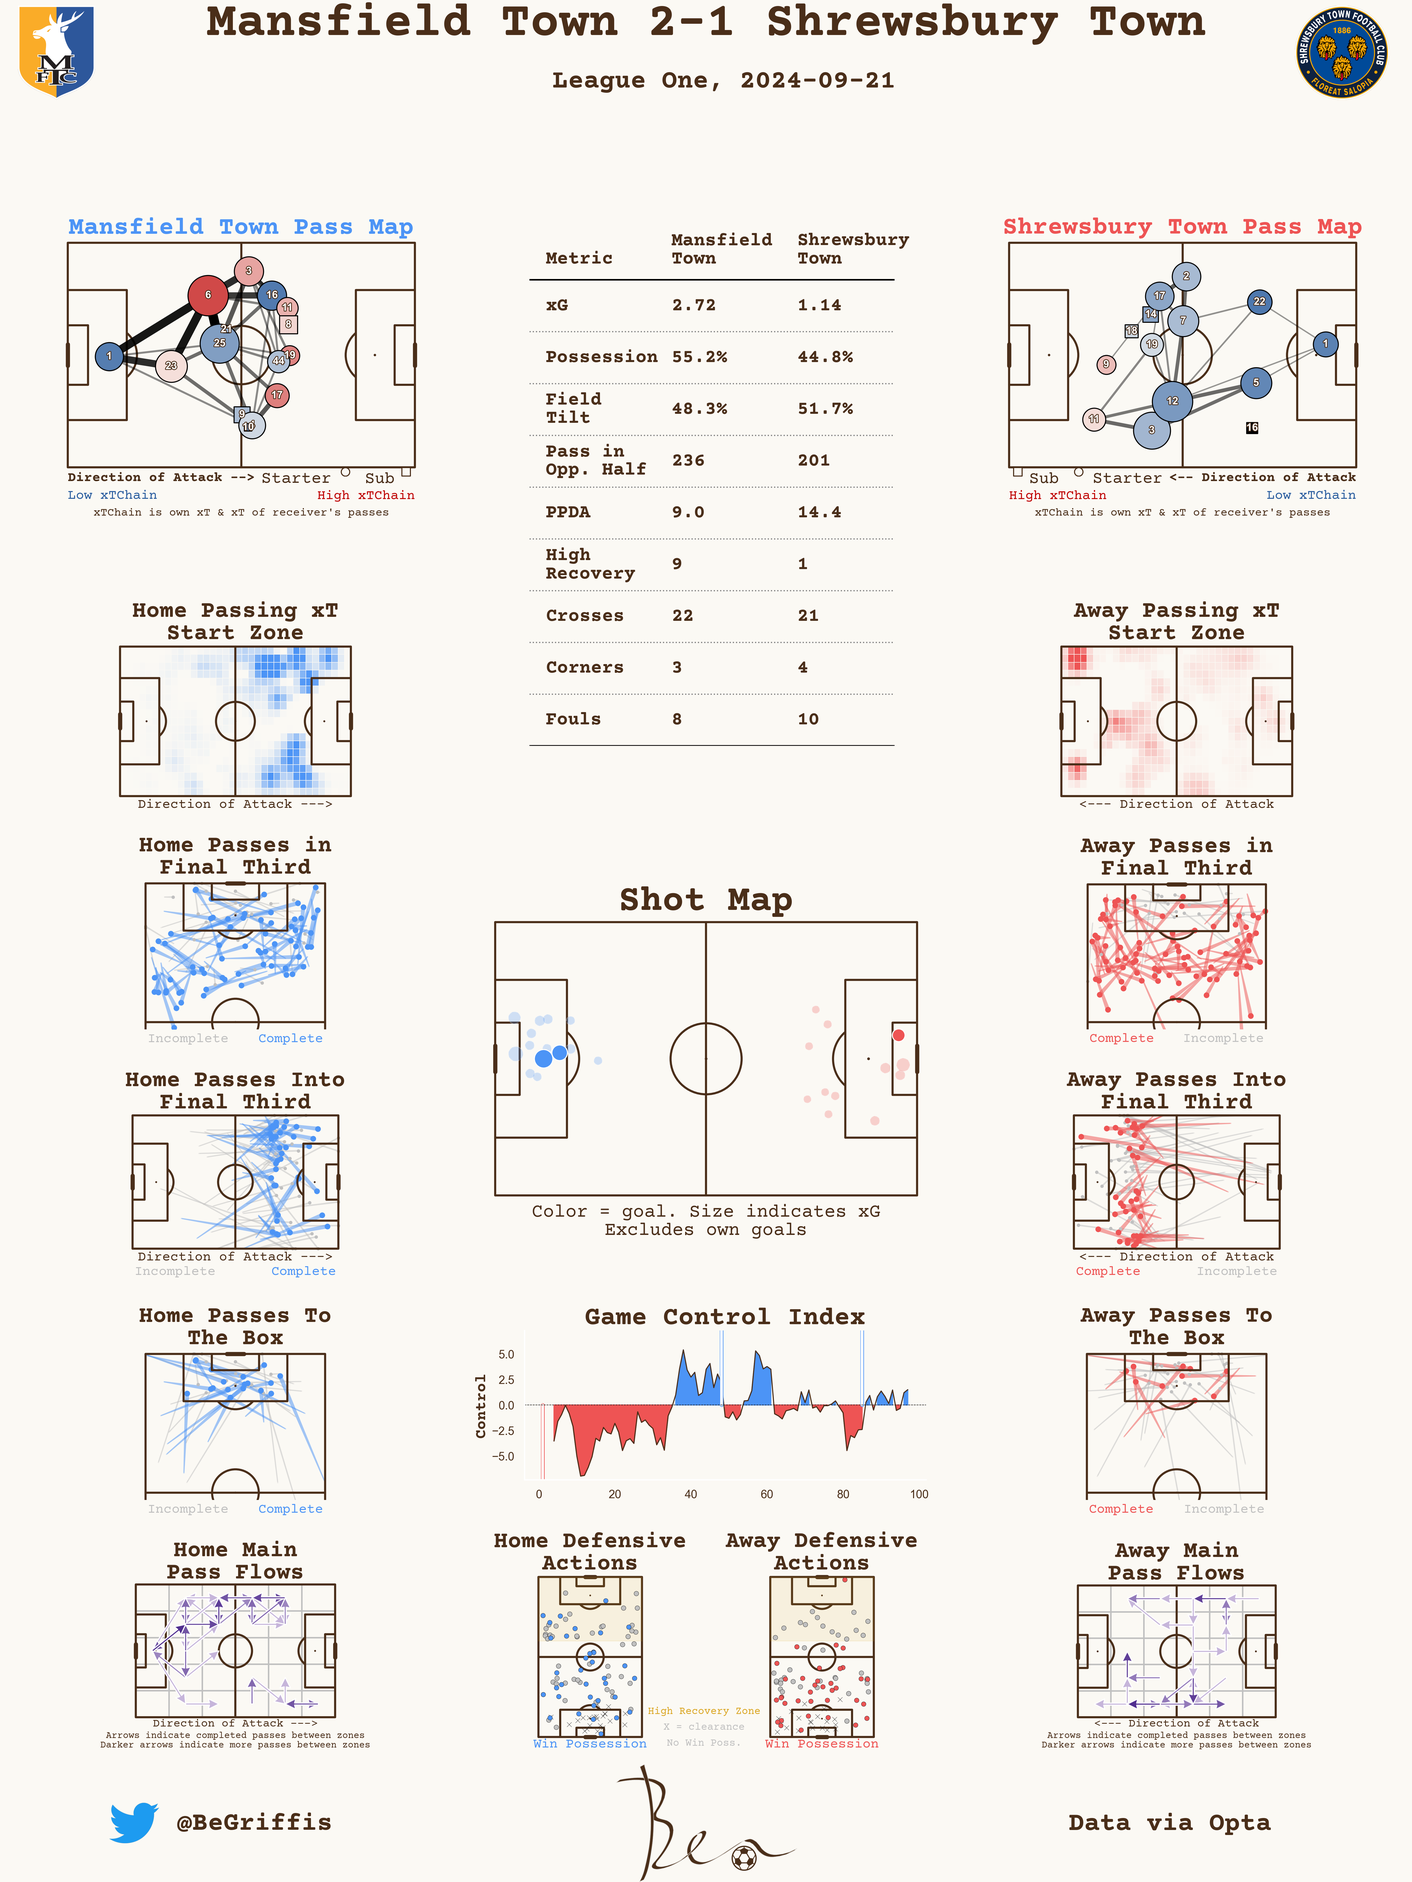 Mansfield Town 2-1 Shrewsbury Town
League One, 2024-09-21
M
F T C
SHREWSBURY TOWN FOOTBALL CLUB
1886
FLOREAT SALOPIA
Mansfield Town Pass Map
1
6
3
16
11
8
21
25
19
44
23
17
9
10
Direction of Attack --> Starter Sub
Low xTChain High xTChain
xTChain is own xT & xT of receiver's passes
Metric Mansfield Town Shrewsbury Town
xG 2.72 1.14
Possession 55.2% 44.8%
Field Tilt 48.3% 51.7%
Pass in Opp. Half 236 201
PPDA 9.0 14.4
High Recovery 9 1
Crosses 22 21
Corners 3 4
Fouls 8 10
Shrewsbury Town Pass Map
2
17
22
14
7
18
19
1
9
5
12
11
3
16
Sub Starter <-- Direction of Attack
High xTChain Low xTChain
xTChain is own xT & xT of receiver's passes
Home Passing xT
Start Zone
Direction of Attack --->
Away Passing xT
Start Zone
<--- Direction of Attack
Home Passes in
Final Third
Incomplete Complete
Away Passes in
Final Third
Complete Incomplete
Shot Map
Color = goal. Size indicates xG
Excludes own goals
Home Passes Into
Final Third
Direction of Attack --->
Incomplete Complete
Away Passes Into
Final Third
<--- Direction of Attack
Complete Incomplete
Home Passes To
The Box
Incomplete Complete
Game Control Index
Control
5.0
2.5
0.0
−2.5
−5.0
0 20 40 60 80 100
Away Passes To
The Box
Complete Incomplete
Home Main
Pass Flows
Direction of Attack --->
Arrows indicate completed passes between zones
Darker arrows indicate more passes between zones
Home Defensive
Actions
Win Possession
Away Defensive
Actions
Win Possession
High Recovery Zone
X = clearance
No Win Poss.
Away Main
Pass Flows
<--- Direction of Attack
Arrows indicate completed passes between zones
Darker arrows indicate more passes between zones
@BeGriffis
Ben
Data via Opta